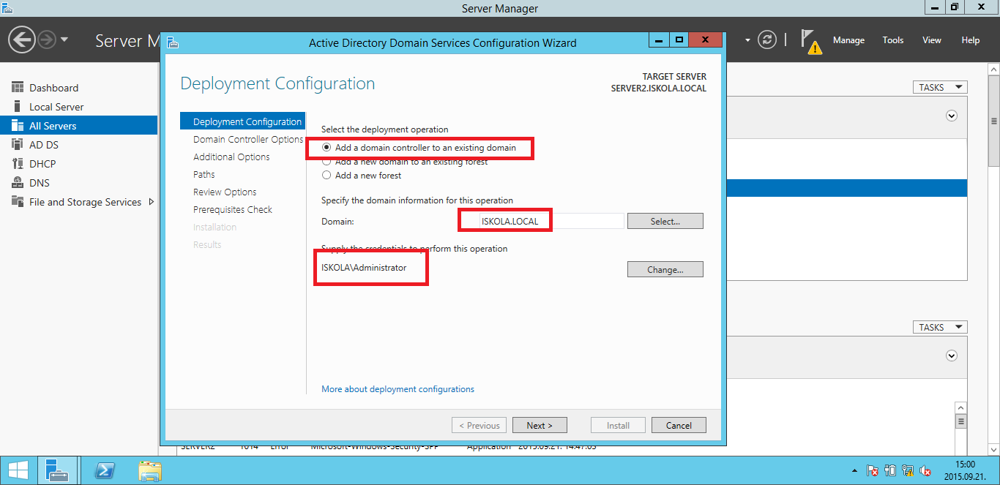 Server Manager
Server M
Manage
Tools
View
Help
Active Directory Domain Services Configuration Wizard
Dashboard
Local Server
All Servers
AD DS
DHCP
DNS
File and Storage Services
Deployment Configuration
TARGET SERVER
SERVER2.ISKOLA.LOCAL
Deployment Configuration
Domain Controller Options
Additional Options
Paths
Review Options
Prerequisites Check
Installation
Results
Select the deployment operation
Add a domain controller to an existing domain
Add a new domain to an existing forest
Add a new forest
Specify the domain information for this operation
Domain:
ISKOLA.LOCAL
Select...
Supply the credentials to perform this operation
ISKOLA\Administrator
Change...
More about deployment configurations
< Previous
Next >
Install
Cancel
TASKS
TASKS
SERVER2 1014 Error Microsoft-Windows-Security-SPP Application 2015.09.21. 14:47:03
15:00
2015.09.21.